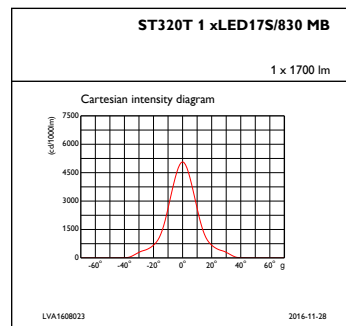 ST320T 1 xLED17S/830 MB
1 x 1700 lm
Cartesian intensity diagram
(cd/1000lm)
7500
6000
4500
3000
1500
0
-60° -40° -20° 0° 20° 40° 60° g
LVA1608023 2016-11-28